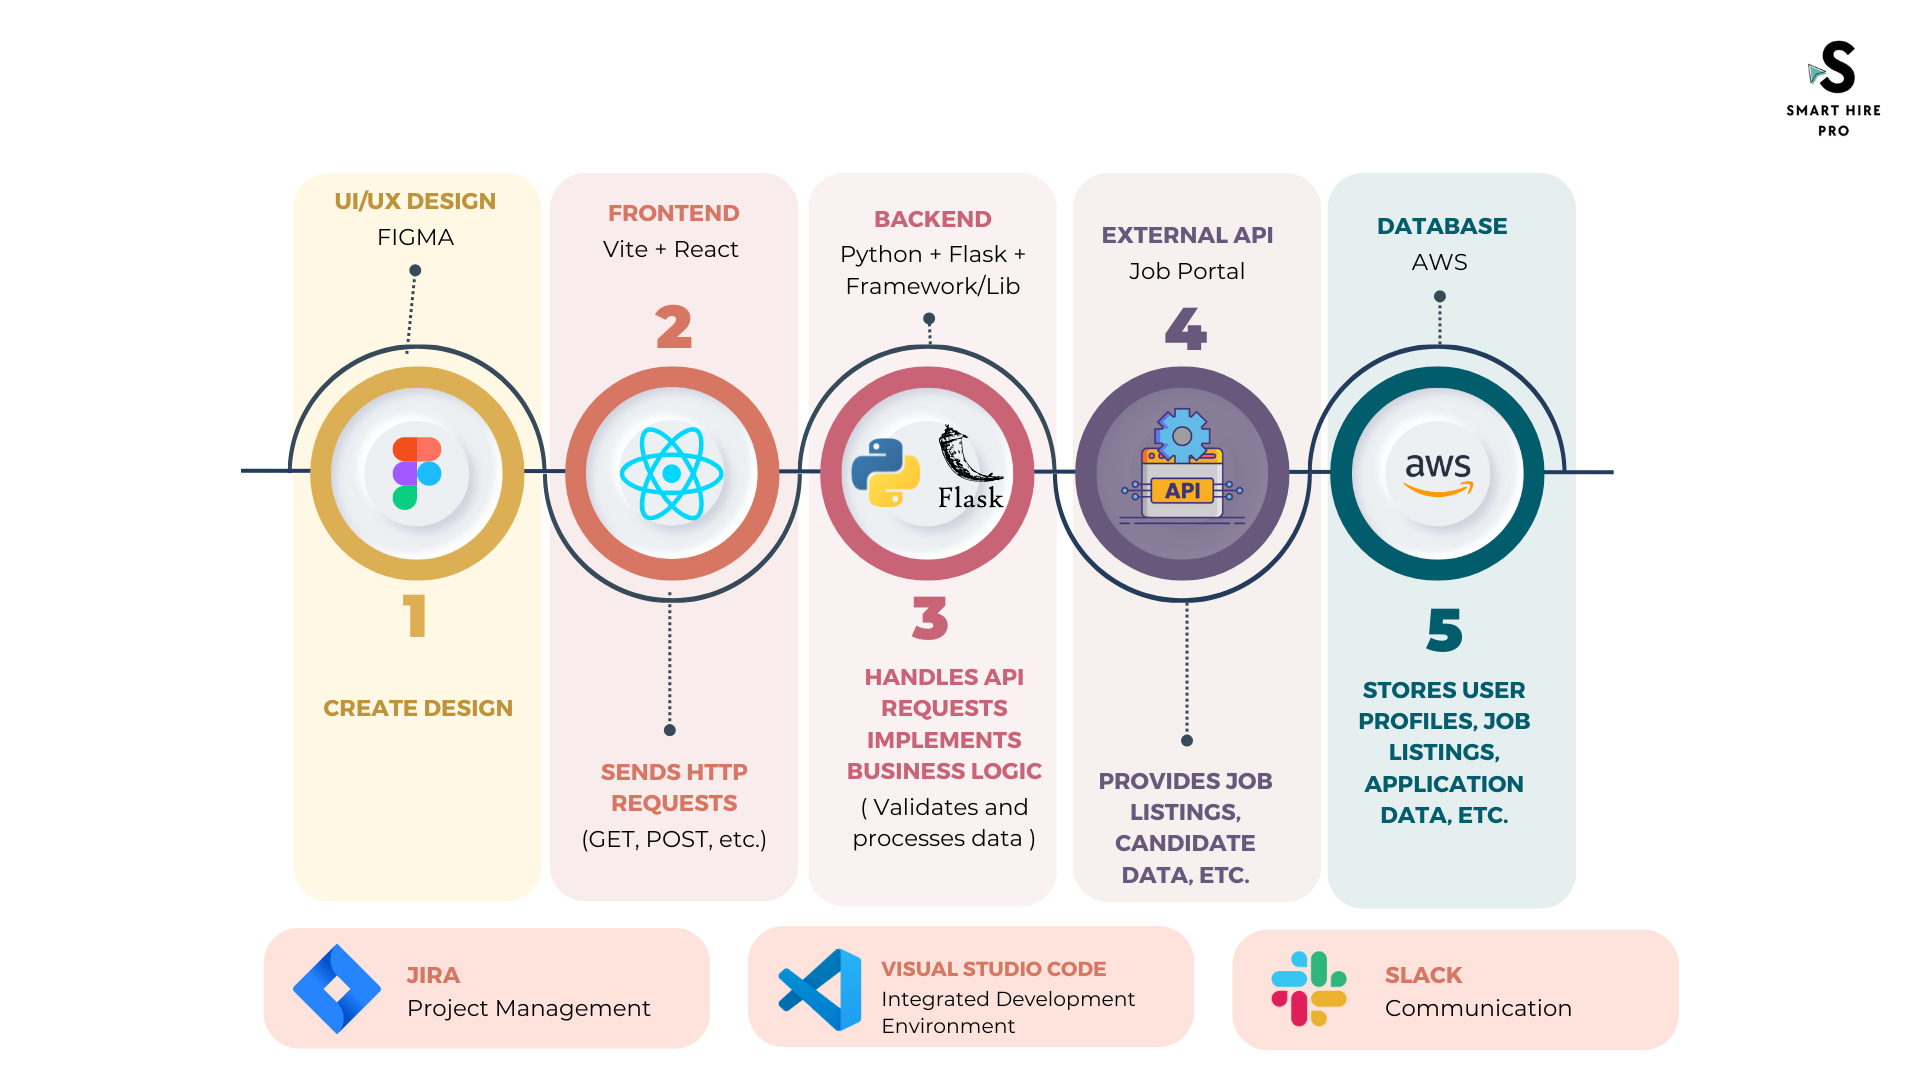 SMART HIRE
PRO
UI/UX DESIGN
FIGMA
1
CREATE DESIGN
FRONTEND
Vite + React
2
SENDS HTTP
REQUESTS
(GET, POST, etc.)
BACKEND
Python + Flask +
Framework/Lib
Flask
3
HANDLES API
REQUESTS
IMPLEMENTS
BUSINESS LOGIC
( Validates and
processes data )
EXTERNAL API
Job Portal
4
API
PROVIDES JOB
LISTINGS,
CANDIDATE
DATA, ETC.
DATABASE
AWS
aws
5
STORES USER
PROFILES, JOB
LISTINGS,
APPLICATION
DATA, ETC.
JIRA
Project Management
VISUAL STUDIO CODE
Integrated Development
Environment
SLACK
Communication